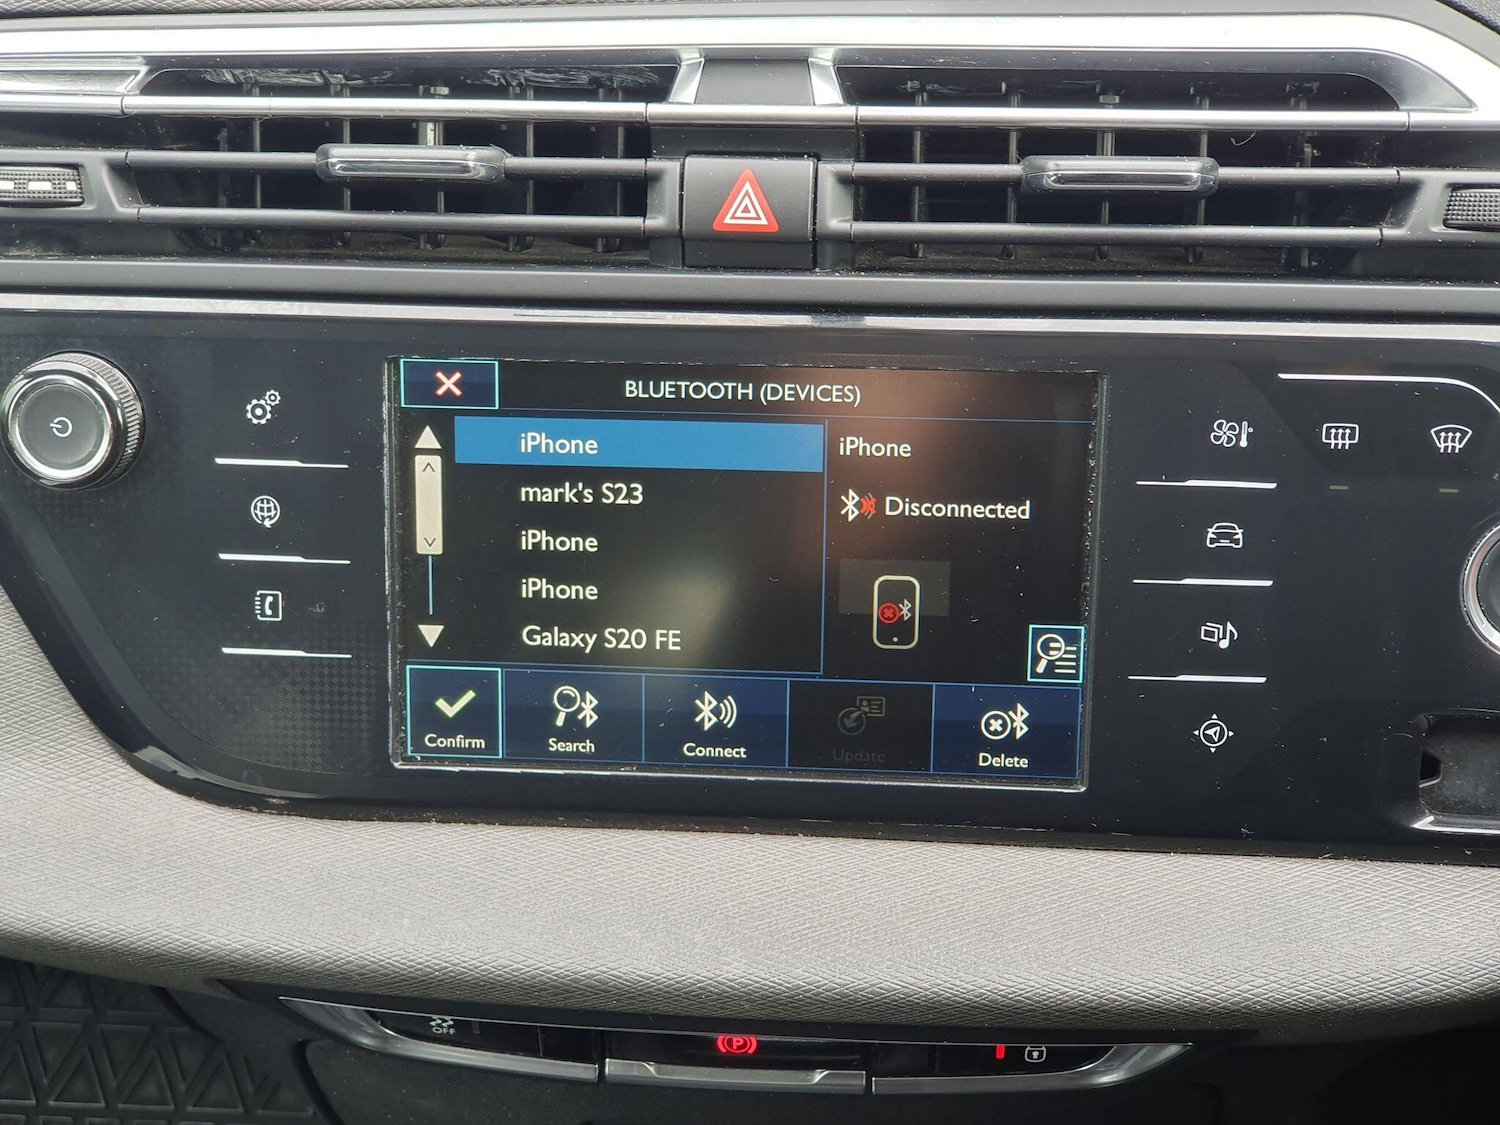 BLUETOOTH (DEVICES)
iPhone
mark's S23
iPhone
iPhone
Galaxy S20 FE
iPhone
Disconnected
Confirm
Search
Connect
Update
Delete
OFF
P